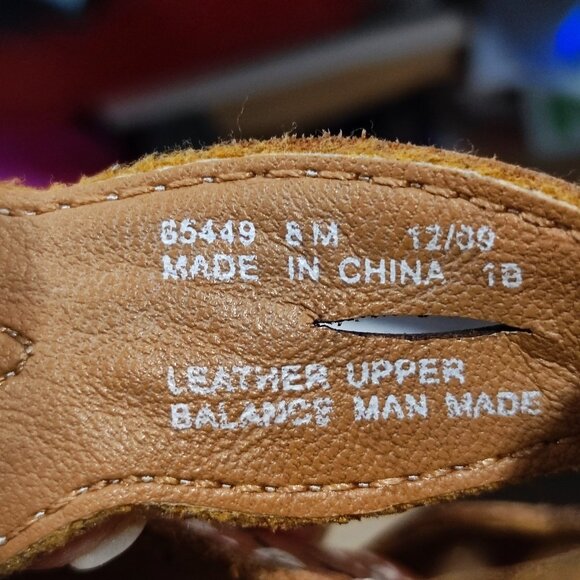 65449 8 M 12/09
MADE IN CHINA 1B
LEATHER UPPER
BALANCE MAN MADE